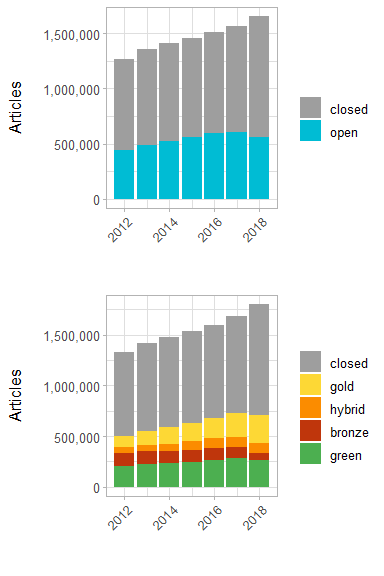 Articles
1,500,000
1,000,000
500,000
0
2012
2014
2016
2018
closed
open
Articles
1,500,000
1,000,000
500,000
0
2012
2014
2016
2018
closed
gold
hybrid
bronze
green